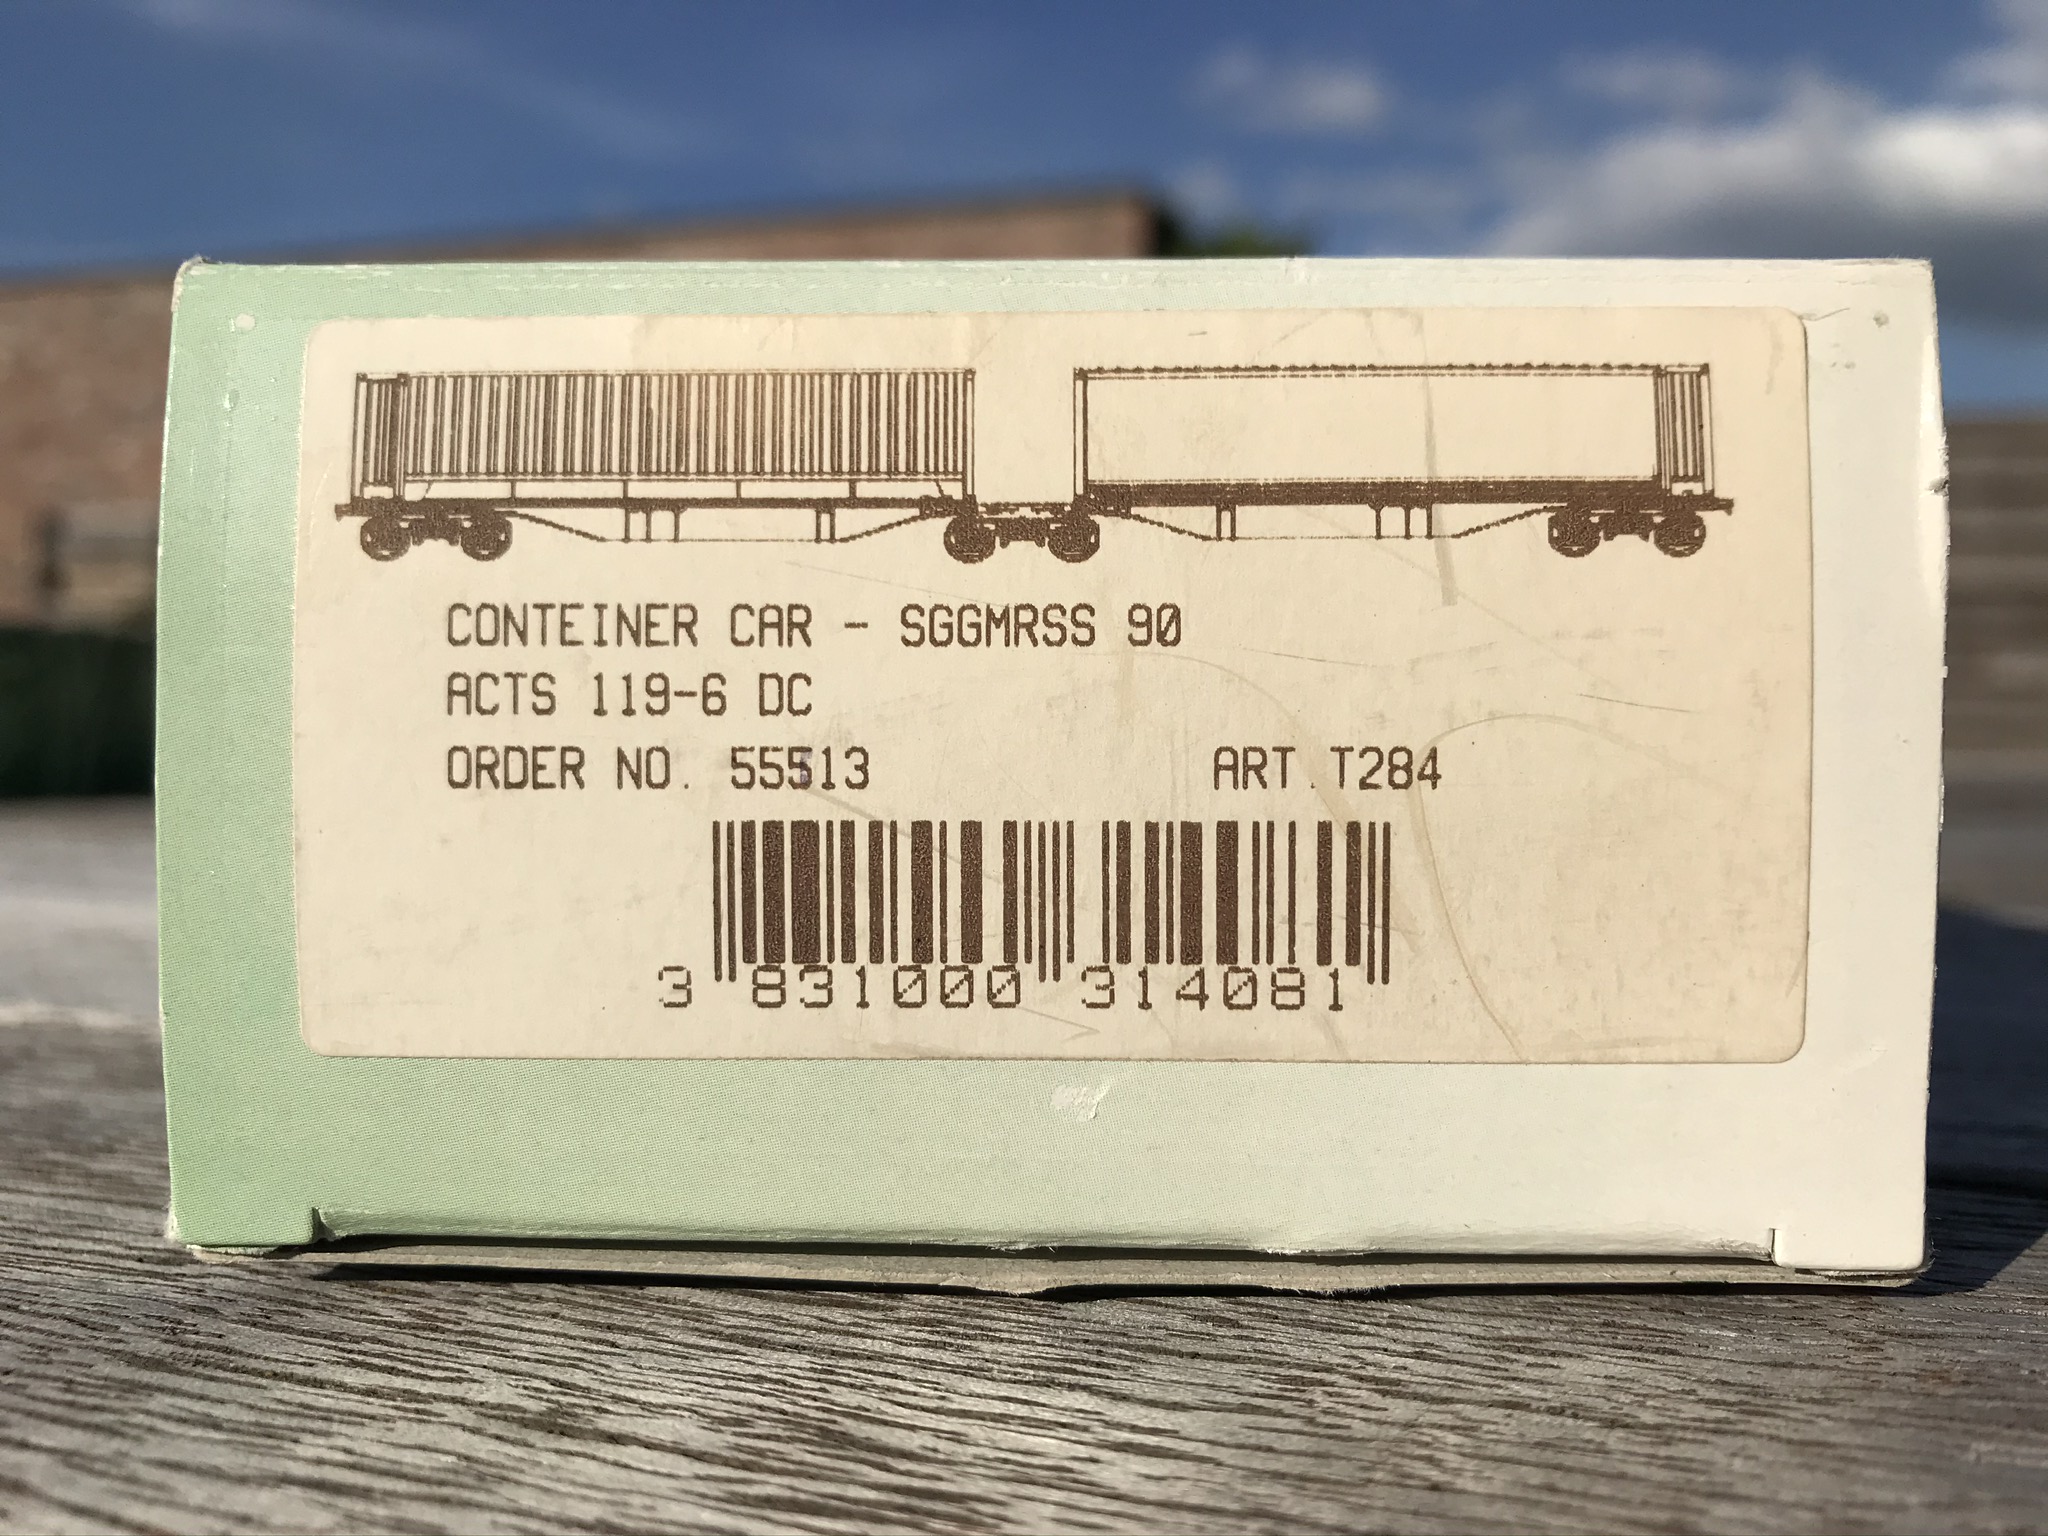 CONTEINER CAR - SGGMRSS 90
ACTS 119-6 DC
ORDER NO. 55513 ART.T284
3 831000 314081